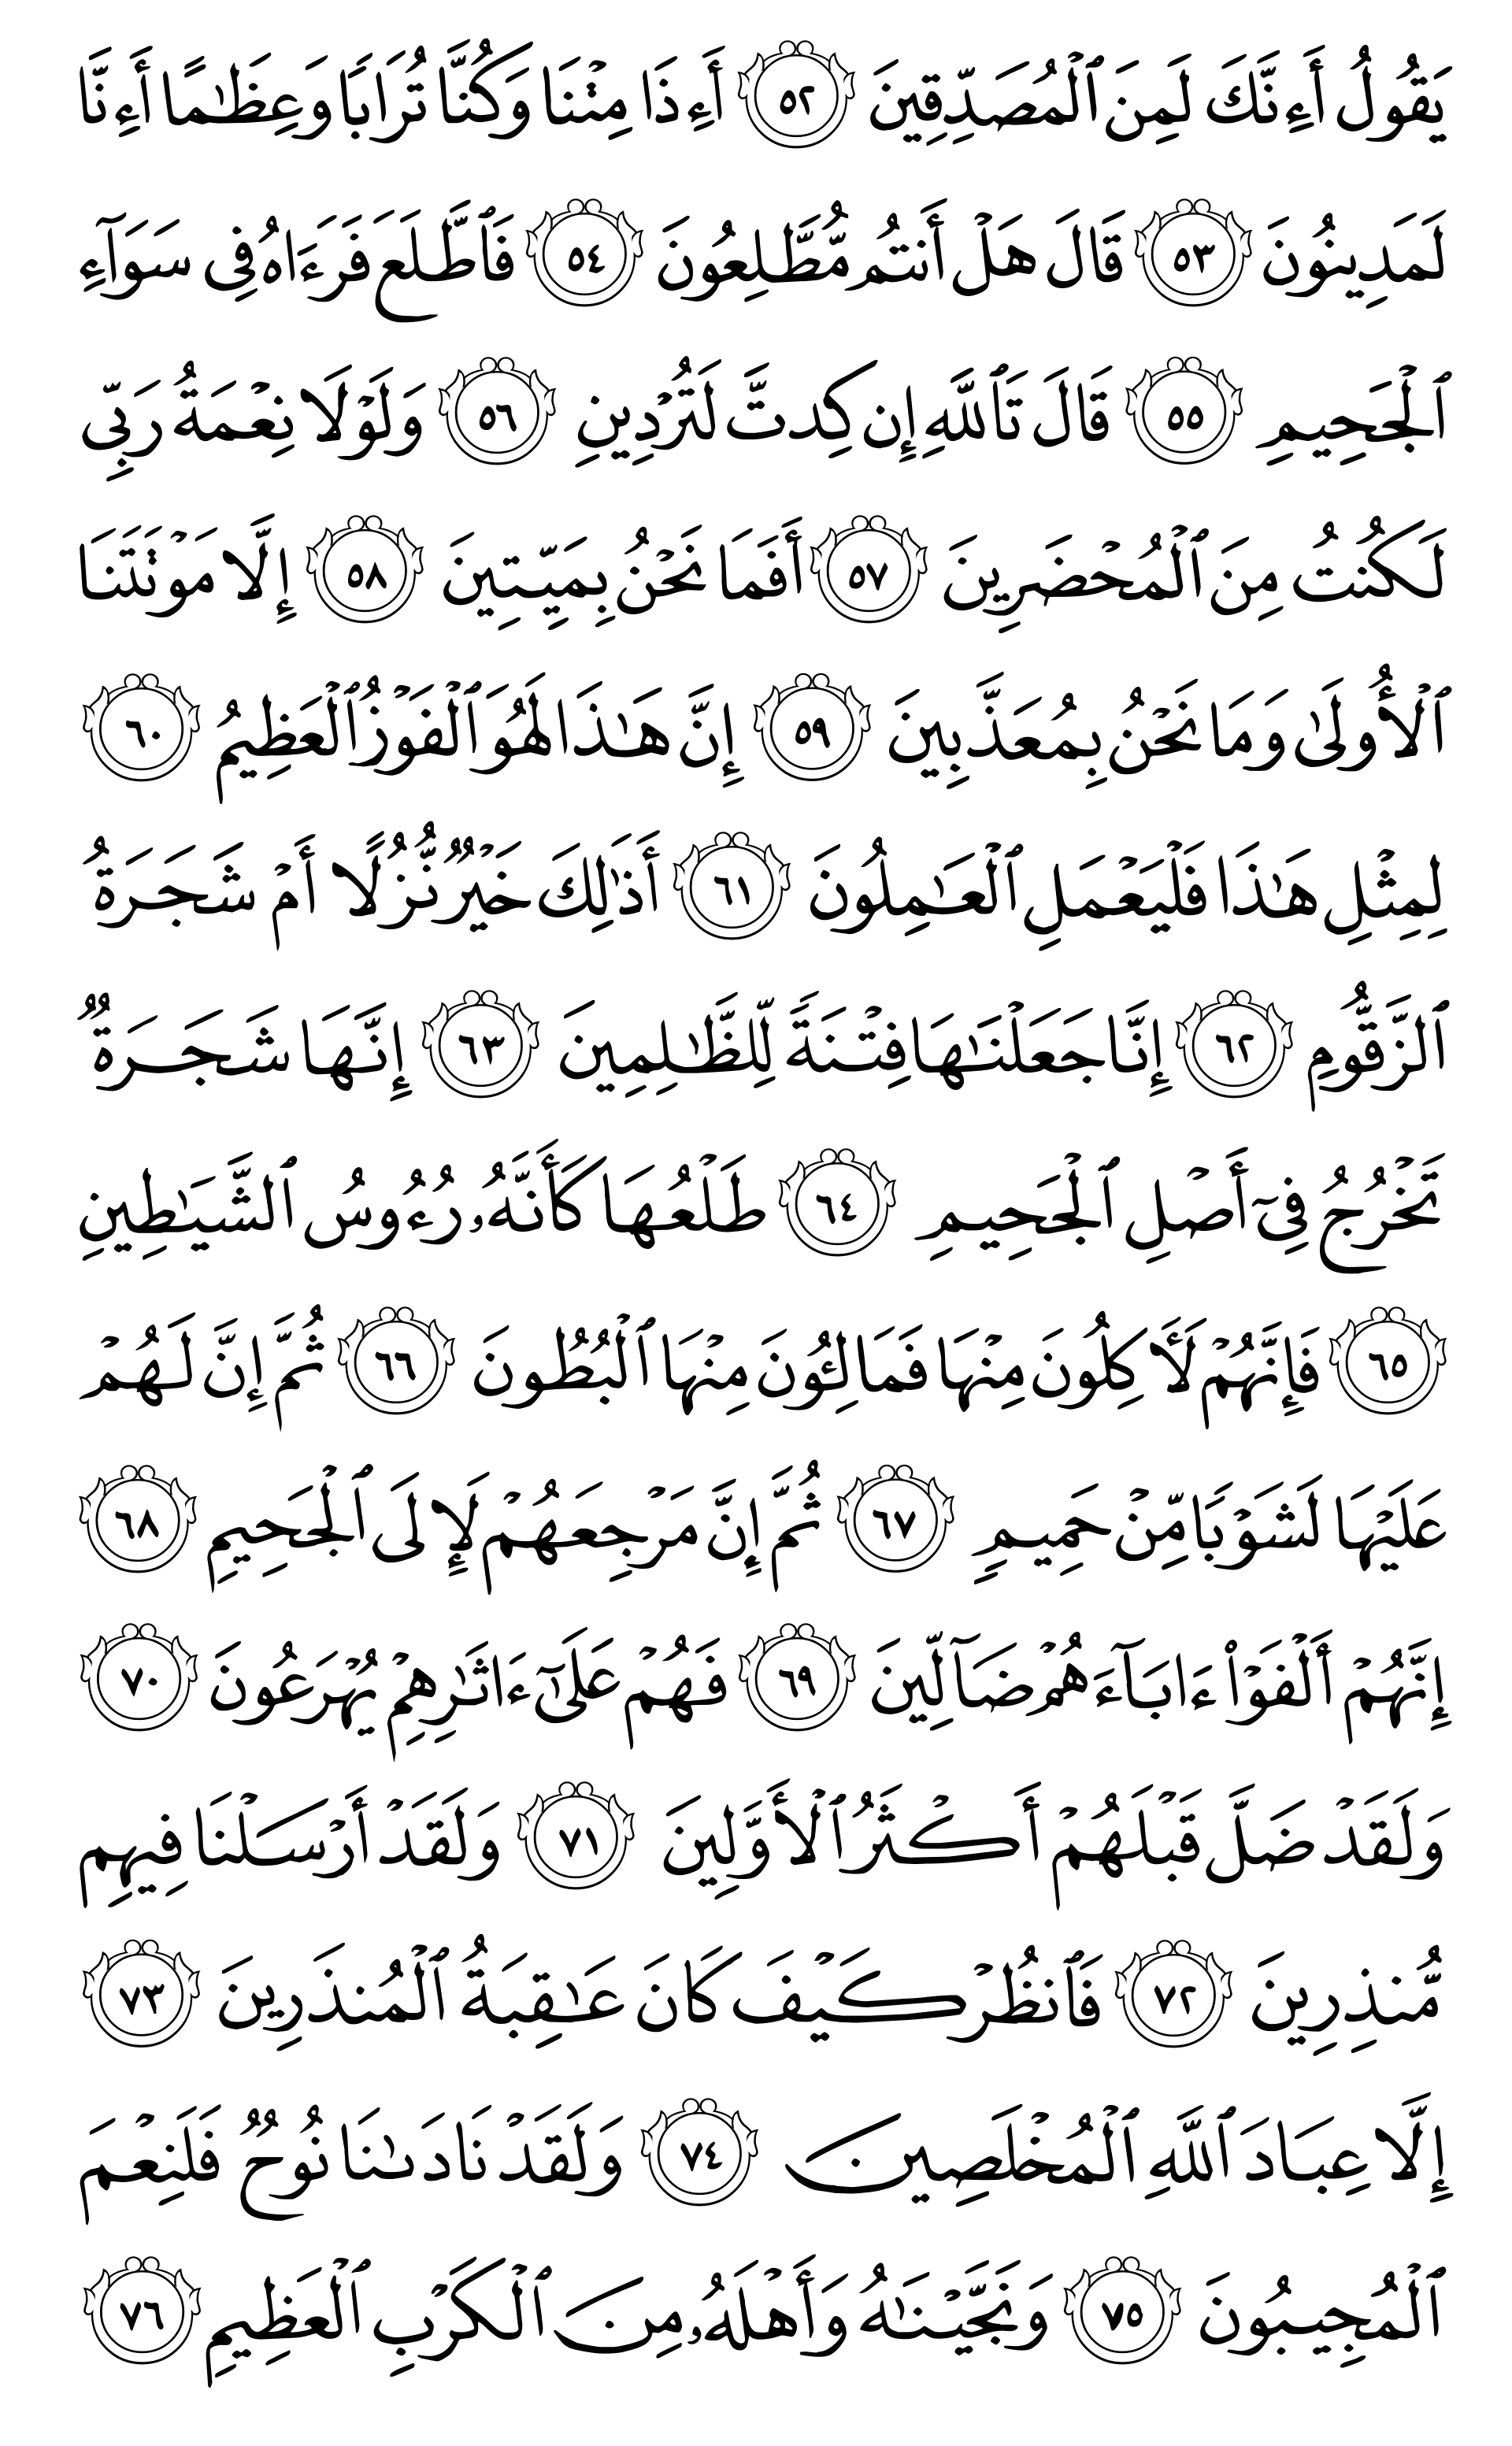 يَقُولُ أَءِنَّكَ لَمِنَ ٱلْمُصَدِّقِينَ ٥٢ أَءِذَا مِتْنَا وَكُنَّا تُرَابًا وَعِظَٰمًا أَءِنَّا
لَمَدِينُونَ ٥٣ قَالَ هَلْ أَنتُم مُّطَّلِعُونَ ٥٤ فَٱطَّلَعَ فَرَءَاهُ فِى سَوَآءِ
ٱلْجَحِيمِ ٥٥ قَالَ تَٱللَّهِ إِن كِدتَّ لَتُرْدِينِ ٥٦ وَلَوْلَا نِعْمَةُ رَبِّى
لَكُنتُ مِنَ ٱلْمُحْضَرِينَ ٥٧ أَفَمَا نَحْنُ بِمَيِّتِينَ ٥٨ إِلَّا مَوْتَتَنَا
ٱلْأُولَىٰ وَمَا نَحْنُ بِمُعَذَّبِينَ ٥٩ إِنَّ هَٰذَا لَهُوَ ٱلْفَوْزُ ٱلْعَظِيمُ ٦٠
لِمِثْلِ هَٰذَا فَلْيَعْمَلِ ٱلْعَٰمِلُونَ ٦١ أَذَٰلِكَ خَيْرٌ نُّزُلًا أَمْ شَجَرَةُ
ٱلزَّقُّومِ ٦٢ إِنَّا جَعَلْنَٰهَا فِتْنَةً لِّلظَّٰلِمِينَ ٦٣ إِنَّهَا شَجَرَةٌ
تَخْرُجُ فِىٓ أَصْلِ ٱلْجَحِيمِ ٦٤ طَلْعُهَا كَأَنَّهُۥ رُءُوسُ ٱلشَّيَٰطِينِ
٦٥ فَإِنَّهُمْ لَءَاكِلُونَ مِنْهَا فَمَالِـُٔونَ مِنْهَا ٱلْبُطُونَ ٦٦ ثُمَّ إِنَّ لَهُمْ
عَلَيْهَا لَشَوْبًا مِّنْ حَمِيمٍ ٦٧ ثُمَّ إِنَّ مَرْجِعَهُمْ لَإِلَى ٱلْجَحِيمِ ٦٨
إِنَّهُمْ أَلْفَوْا۟ ءَابَآءَهُمْ ضَآلِّينَ ٦٩ فَهُمْ عَلَىٰٓ ءَاثَٰرِهِمْ يُهْرَعُونَ ٧٠
وَلَقَدْ ضَلَّ قَبْلَهُمْ أَكْثَرُ ٱلْأَوَّلِينَ ٧١ وَلَقَدْ أَرْسَلْنَا فِيهِم
مُّنذِرِينَ ٧٢ فَٱنظُرْ كَيْفَ كَانَ عَٰقِبَةُ ٱلْمُنذَرِينَ ٧٣
إِلَّا عِبَادَ ٱللَّهِ ٱلْمُخْلَصِينَ ٧٤ وَلَقَدْ نَادَىٰنَا نُوحٌ فَلَنِعْمَ
ٱلْمُجِيبُونَ ٧٥ وَنَجَّيْنَٰهُ وَأَهْلَهُۥ مِنَ ٱلْكَرْبِ ٱلْعَظِيمِ ٧٦